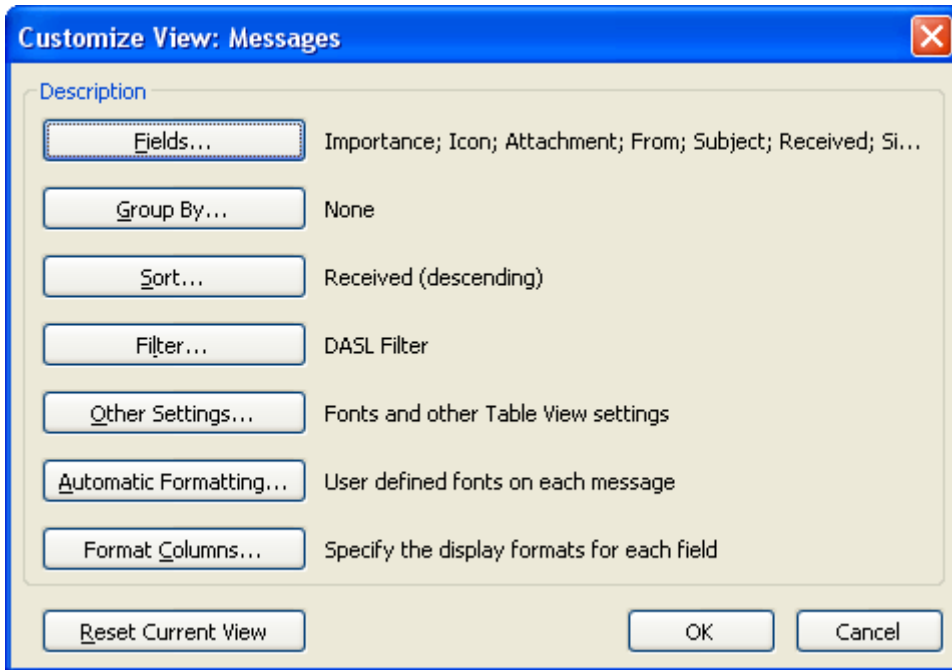 Customize View: Messages
Description
Fields... Importance; Icon; Attachment; From; Subject; Received; Si...
Group By... None
Sort... Received (descending)
Filter... DASL Filter
Other Settings... Fonts and other Table View settings
Automatic Formatting... User defined fonts on each message
Format Columns... Specify the display formats for each field
Reset Current View OK Cancel